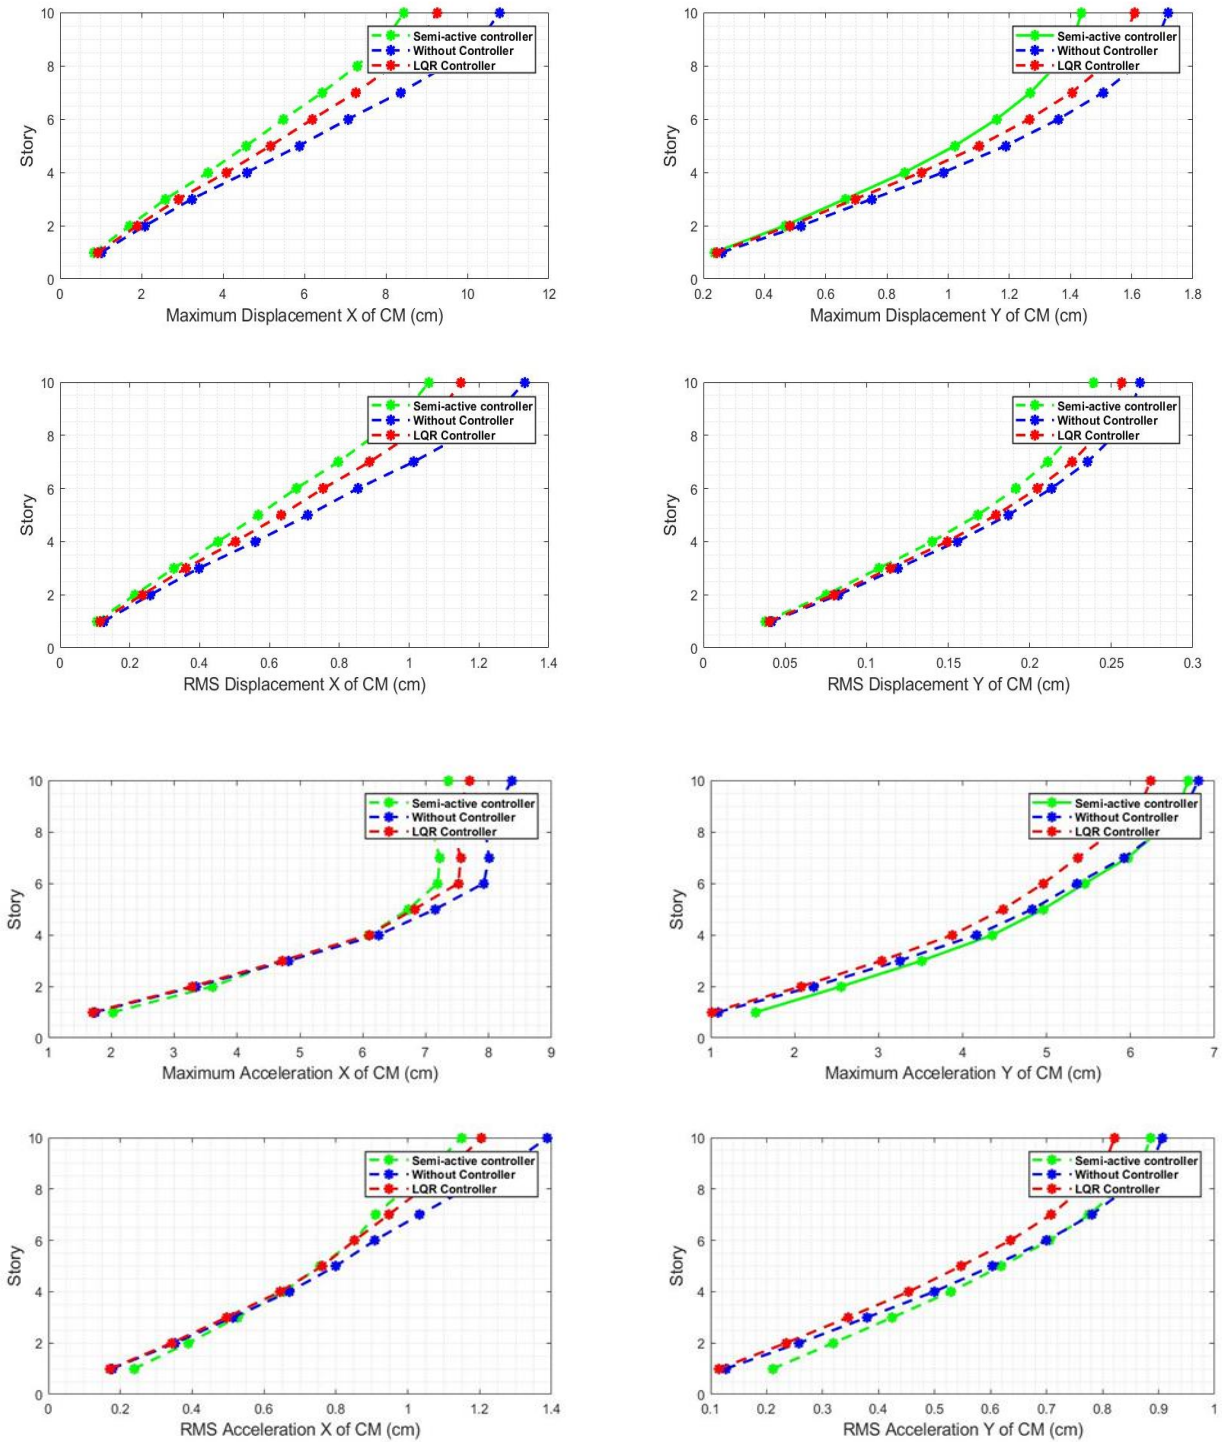 10
8
6
4
2
0
Story
Semi-active controller
Without Controller
LQR Controller
0 2 4 6 8 10 12
Maximum Displacement X of CM (cm)
10
8
6
4
2
0
Story
Semi-active controller
Without Controller
LQR Controller
0.2 0.4 0.6 0.8 1 1.2 1.4 1.6 1.8
Maximum Displacement Y of CM (cm)
10
8
6
4
2
0
Story
Semi-active controller
Without Controller
LQR Controller
0 0.2 0.4 0.6 0.8 1 1.2 1.4
RMS Displacement X of CM (cm)
10
8
6
4
2
0
Story
Semi-active controller
Without Controller
LQR Controller
0 0.05 0.1 0.15 0.2 0.25 0.3
RMS Displacement Y of CM (cm)
10
8
6
4
2
0
Story
Semi-active controller
Without Controller
LQR Controller
1 2 3 4 5 6 7 8 9
Maximum Acceleration X of CM (cm)
10
8
6
4
2
0
Story
Semi-active controller
Without Controller
LQR Controller
1 2 3 4 5 6 7
Maximum Acceleration Y of CM (cm)
10
8
6
4
2
0
Story
Semi-active controller
Without Controller
LQR Controller
0 0.2 0.4 0.6 0.8 1 1.2 1.4
RMS Acceleration X of CM (cm)
10
8
6
4
2
0
Story
Semi-active controller
Without Controller
LQR Controller
0.1 0.2 0.3 0.4 0.5 0.6 0.7 0.8 0.9 1
RMS Acceleration Y of CM (cm)